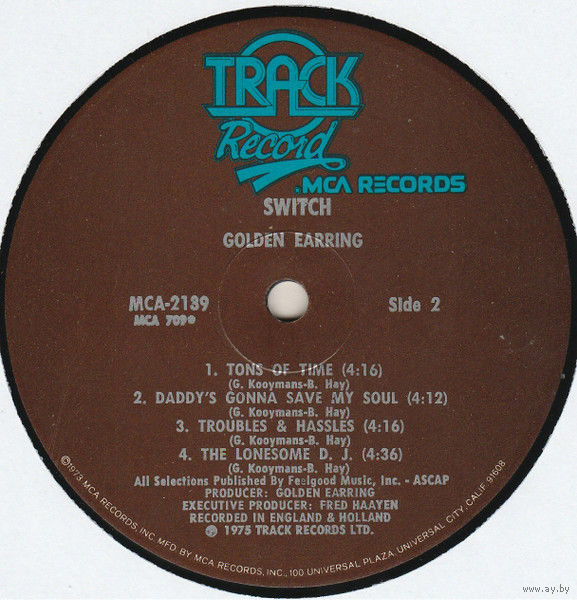 TRACK
Record
MCA RECORDS
SWITCH
GOLDEN EARRING
MCA-2139 Side 2
MCA 709
1. TONS OF TIME (4:16)
(G. Kooymans-B. Hay)
2. DADDY'S GONNA SAVE MY SOUL (4:12)
(G. Kooymans-B. Hay)
3. TROUBLES & HASSLES (4:16)
(G. Kooymans-B. Hay)
4. THE LONESOME D. J. (4:36)
(G. Kooymans-B. Hay)
All Selections Published By Feelgood Music, Inc. - ASCAP
PRODUCER: GOLDEN EARRING
EXECUTIVE PRODUCER: FRED HAAYEN
RECORDED IN ENGLAND & HOLLAND
℗ 1975 TRACK RECORDS LTD.
©1973 MCA RECORDS, INC. MFD. BY MCA RECORDS, INC., 100 UNIVERSAL PLAZA, UNIVERSAL CITY, CALIF. 91608
www.ay.by